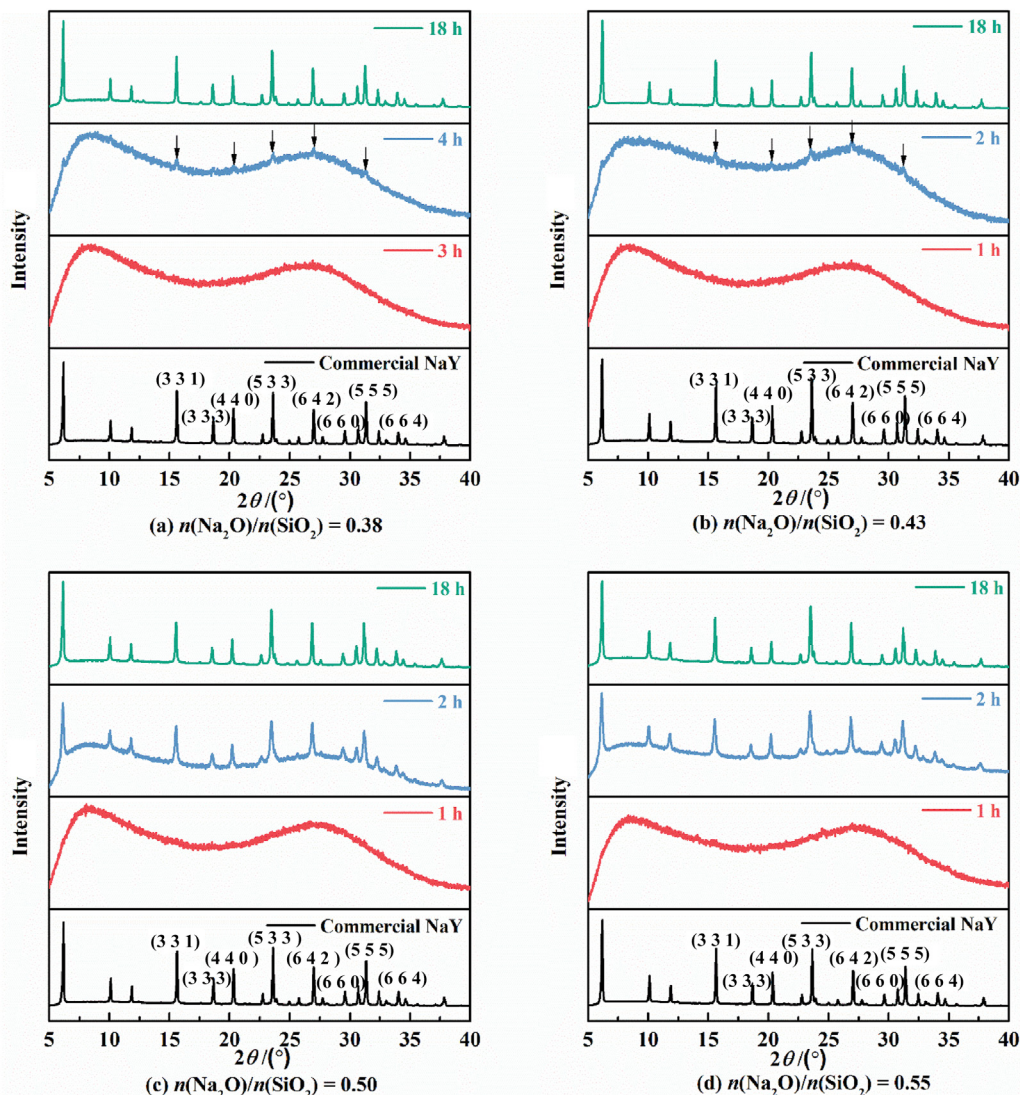 18 h
4 h
3 h
Commercial NaY
(3 3 1)
(3 3 3)
(4 4 0)
(5 3 3)
(6 4 2)
(6 6 0)
(5 5 5)
(6 6 4)
Intensity
5 10 15 20 25 30 35 40
2θ/(°)
(a) n(Na₂O)/n(SiO₂) = 0.38
18 h
2 h
1 h
Commercial NaY
(3 3 1)
(3 3 3)
(4 4 0)
(5 3 3)
(6 4 2)
(6 6 0)
(5 5 5)
(6 6 4)
Intensity
5 10 15 20 25 30 35 40
2θ/(°)
(b) n(Na₂O)/n(SiO₂) = 0.43
18 h
2 h
1 h
Commercial NaY
(3 3 1)
(3 3 3)
(4 4 0)
(5 3 3)
(6 4 2)
(6 6 0)
(5 5 5)
(6 6 4)
Intensity
5 10 15 20 25 30 35 40
2θ/(°)
(c) n(Na₂O)/n(SiO₂) = 0.50
18 h
2 h
1 h
Commercial NaY
(3 3 1)
(3 3 3)
(4 4 0)
(5 3 3)
(6 4 2)
(6 6 0)
(5 5 5)
(6 6 4)
Intensity
5 10 15 20 25 30 35 40
2θ/(°)
(d) n(Na₂O)/n(SiO₂) = 0.55